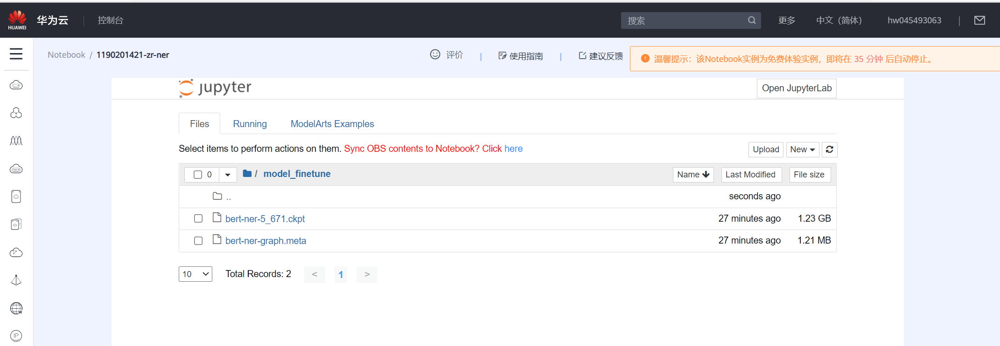 HUAWEI 华为云 | 控制台 搜索 更多 中文（简体） hw045493063 |
Notebook / 1190201421-zr-ner 评价 | 使用指南 | 建议反馈 温馨提示：该Notebook实例为免费体验实例，即将在 35 分钟 后自动停止。
jupyter Open JupyterLab
Files Running ModelArts Examples
Select items to perform actions on them. Sync OBS contents to Notebook? Click here Upload New
0 / model_finetune Name Last Modified File size
.. seconds ago
bert-ner-5_671.ckpt 27 minutes ago 1.23 GB
bert-ner-graph.meta 27 minutes ago 1.21 MB
10 Total Records: 2 < 1 >
W
IP